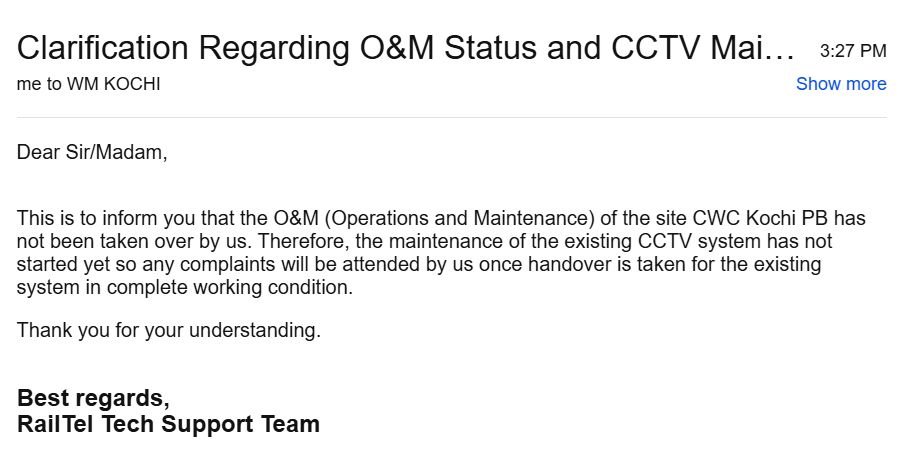 Clarification Regarding O&M Status and CCTV Mai... 3:27 PM
me to WM KOCHI Show more
Dear Sir/Madam,
This is to inform you that the O&M (Operations and Maintenance) of the site CWC Kochi PB has
not been taken over by us. Therefore, the maintenance of the existing CCTV system has not
started yet so any complaints will be attended by us once handover is taken for the existing
system in complete working condition.
Thank you for your understanding.
Best regards,
RailTel Tech Support Team